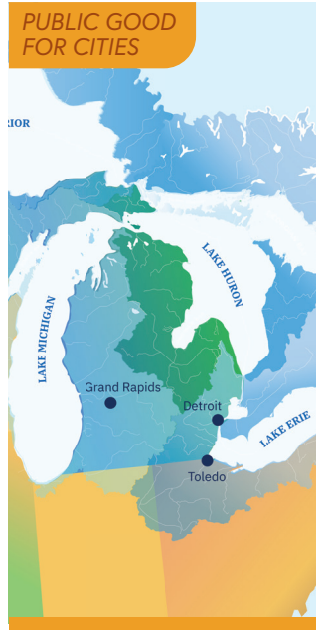 PUBLIC GOOD
FOR CITIES
RIOR
LAKE HURON
LAKE MICHIGAN
Grand Rapids
Detroit
LAKE ERIE
Toledo